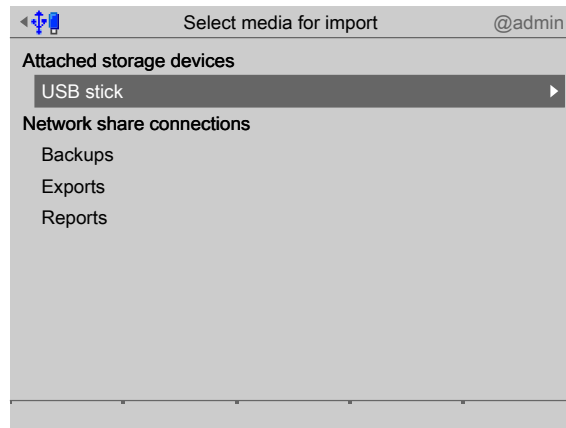 Select media for import @admin
Attached storage devices
USB stick
Network share connections
Backups
Exports
Reports